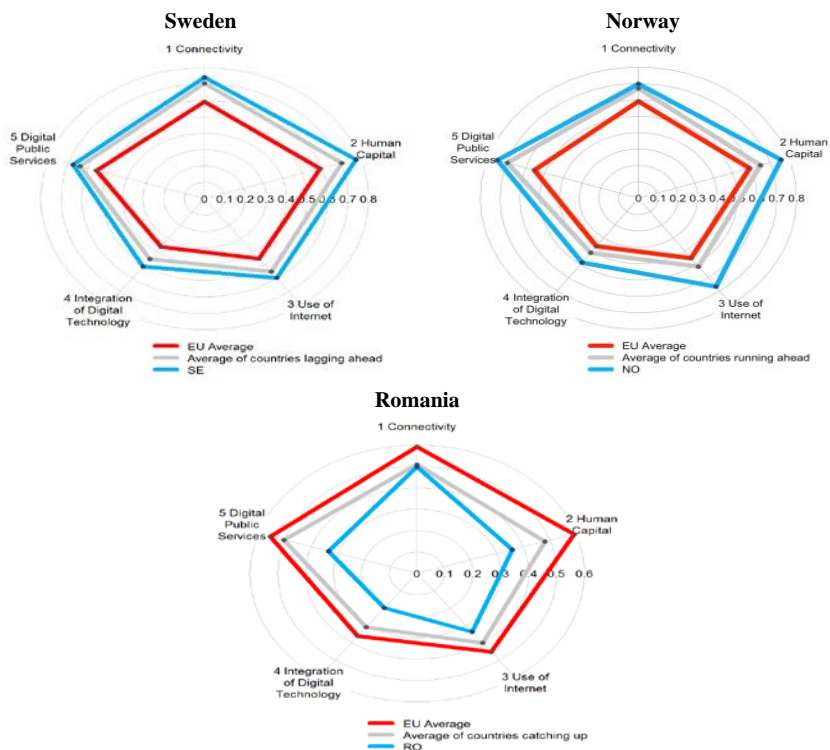 Sweden
1 Connectivity
5 Digital
Public
Services
2 Human
Capital
0 0.1 0.2 0.3 0.4 0.5 0.6 0.7 0.8
4 Integration
of Digital
Technology
3 Use of
Internet
EU Average
Average of countries lagging ahead
SE
Norway
1 Connectivity
5 Digital
Public
Services
2 Human
Capital
0 0.1 0.2 0.3 0.4 0.5 0.6 0.7 0.8
4 Integration
of Digital
Technology
3 Use of
Internet
EU Average
Average of countries running ahead
NO
Romania
1 Connectivity
5 Digital
Public
Services
2 Human
Capital
0 0.1 0.2 0.3 0.4 0.5 0.6
4 Integration
of Digital
Technology
3 Use of
Internet
EU Average
Average of countries catching up
RO